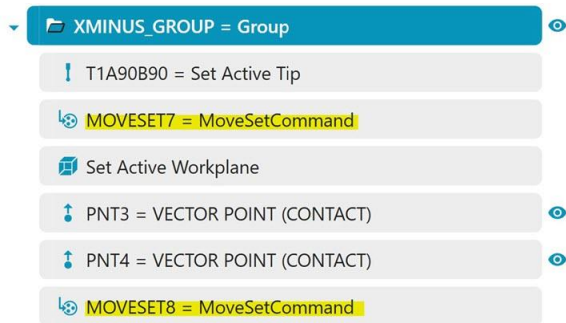 XMINUS_GROUP = Group
T1A90B90 = Set Active Tip
MOVESET7 = MoveSetCommand
Set Active Workplane
PNT3 = VECTOR POINT (CONTACT)
PNT4 = VECTOR POINT (CONTACT)
MOVESET8 = MoveSetCommand